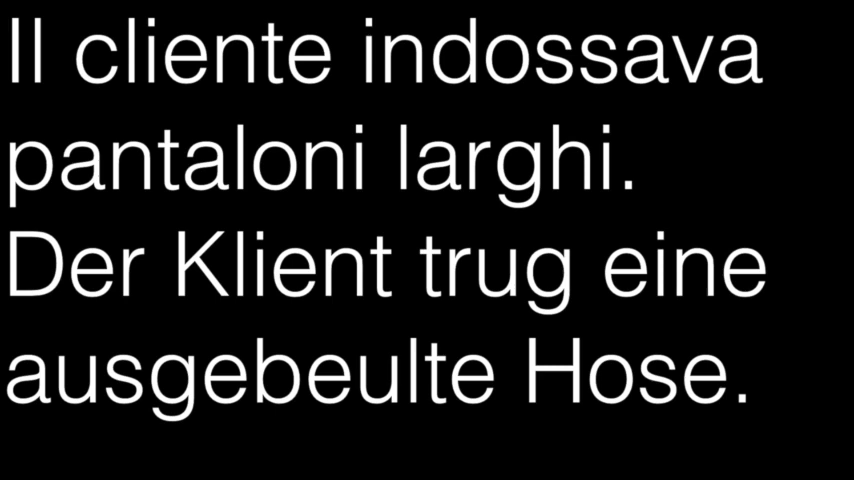 Il cliente indossava
pantaloni larghi.
Der Klient trug eine
ausgebeulte Hose.